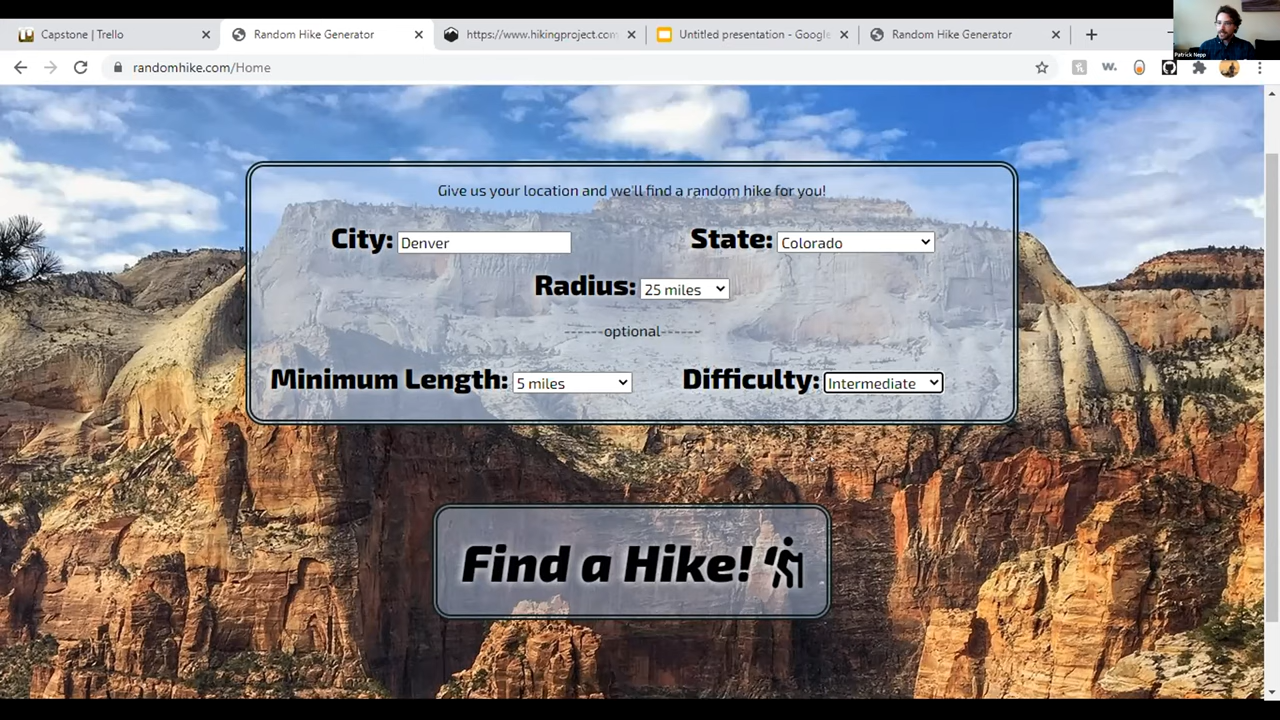 Capstone | Trello
Random Hike Generator
https://www.hikingproject.com
Untitled presentation - Google
Random Hike Generator
Patrick Nepp
randomhike.com/Home
w.
Give us your location and we'll find a random hike for you!
City: Denver
State: Colorado
Radius: 25 miles
------optional------
Minimum Length: 5 miles
Difficulty: Intermediate
Find a Hike!